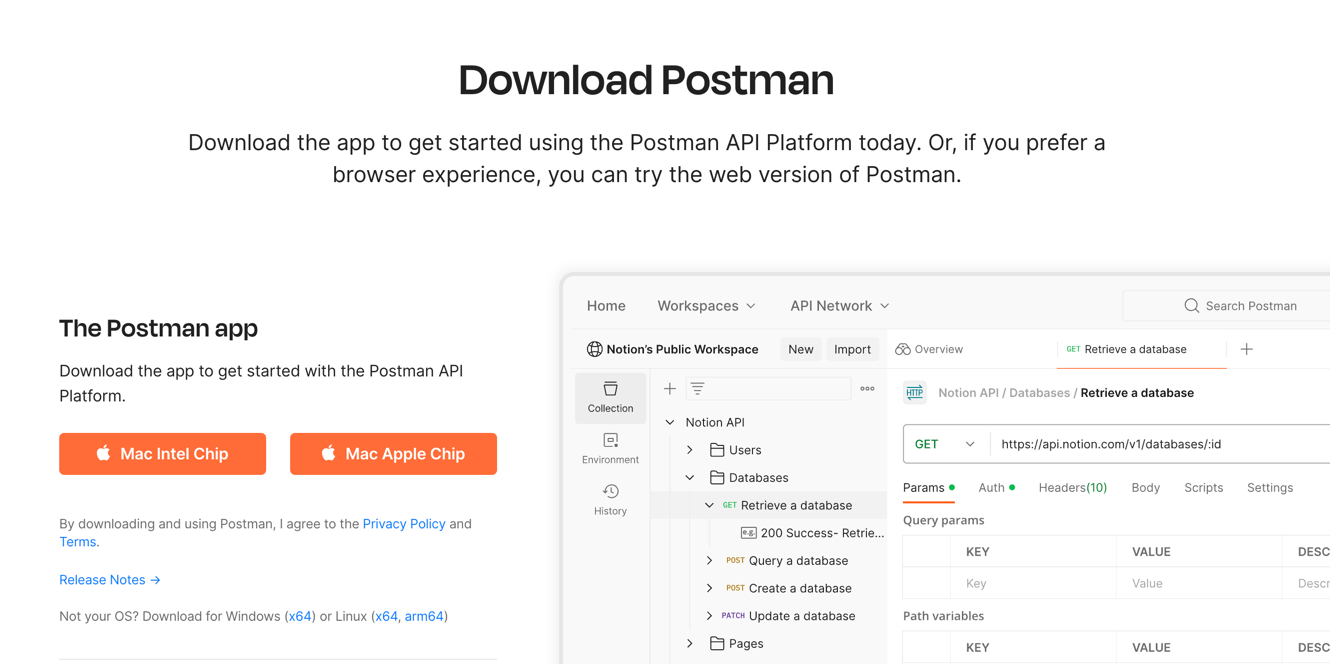 Download Postman
Download the app to get started using the Postman API Platform today. Or, if you prefer a
browser experience, you can try the web version of Postman.
The Postman app
Download the app to get started with the Postman API
Platform.
Mac Intel Chip
Mac Apple Chip
By downloading and using Postman, I agree to the Privacy Policy and
Terms.
Release Notes →
Not your OS? Download for Windows (x64) or Linux (x64, arm64)
Home Workspaces API Network Search Postman
Notion's Public Workspace New Import Overview GET Retrieve a database
Collection
Environment
History
Notion API
Users
Databases
GET Retrieve a database
e.g. 200 Success- Retrie...
POST Query a database
POST Create a database
PATCH Update a database
Pages
HTTP Notion API / Databases / Retrieve a database
GET https://api.notion.com/v1/databases/:id
Params Auth Headers(10) Body Scripts Settings
Query params
KEY VALUE DESC
Key Value Descr
Path variables
KEY VALUE DESC